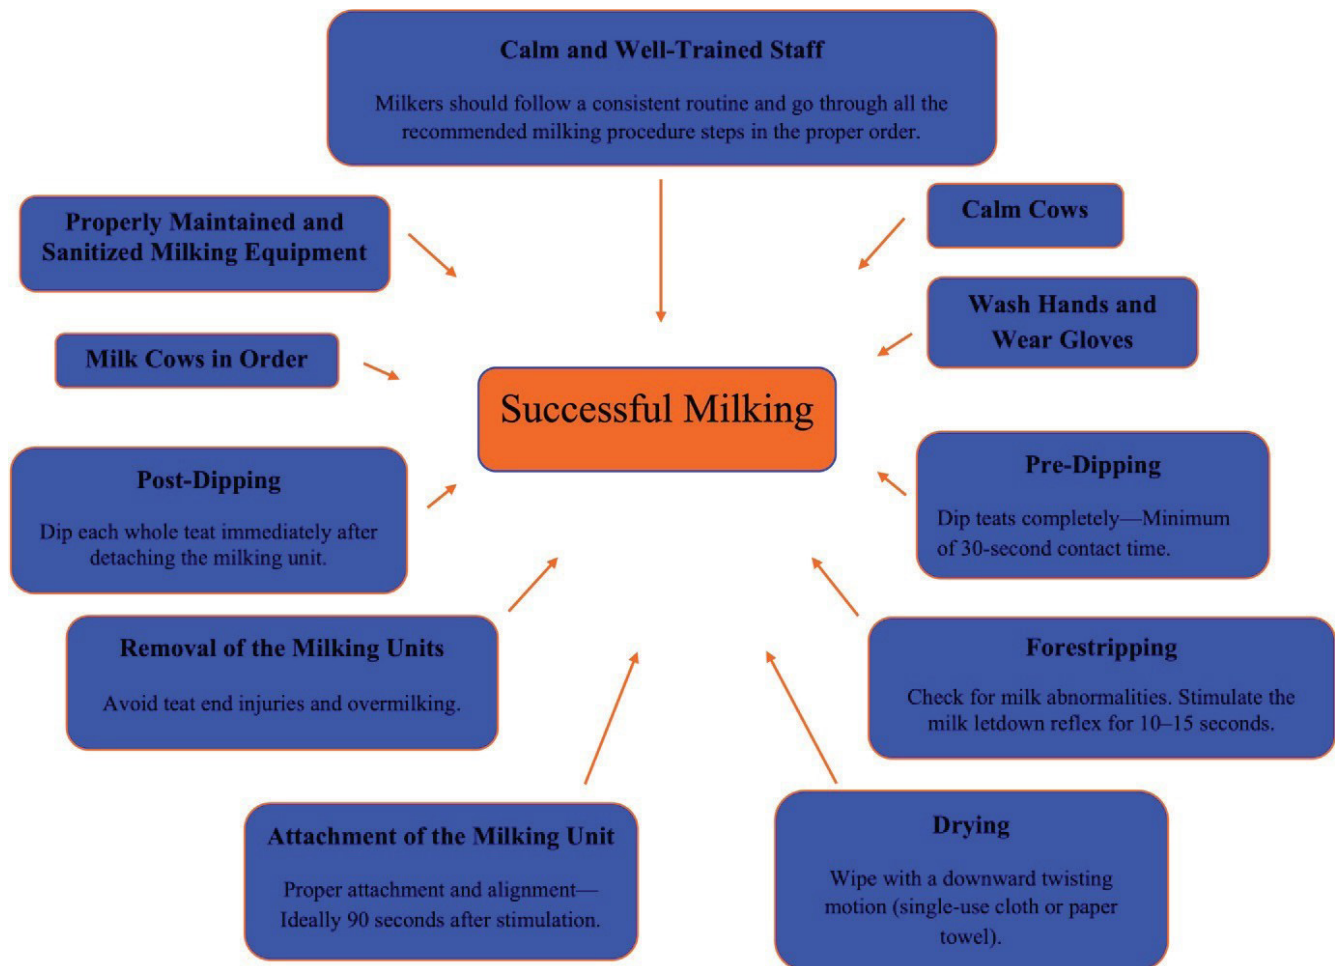 Calm and Well-Trained Staff
Milkers should follow a consistent routine and go through all the
recommended milking procedure steps in the proper order.
Properly Maintained and
Sanitized Milking Equipment
Calm Cows
Wash Hands and
Wear Gloves
Milk Cows in Order
Successful Milking
Post-Dipping
Dip each whole teat immediately after
detaching the milking unit.
Pre-Dipping
Dip teats completely—Minimum
of 30-second contact time.
Removal of the Milking Units
Avoid teat end injuries and overmilking.
Forestripping
Check for milk abnormalities. Stimulate the
milk letdown reflex for 10–15 seconds.
Attachment of the Milking Unit
Proper attachment and alignment—
Ideally 90 seconds after stimulation.
Drying
Wipe with a downward twisting
motion (single-use cloth or paper
towel).